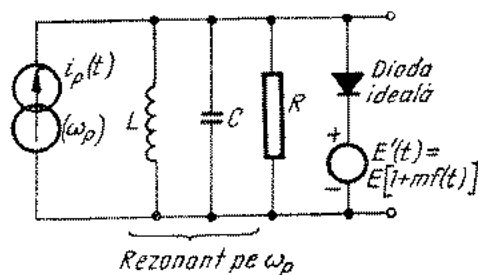 i_p(t)
(ω_p)
L
C
R
Dioda
ideală
+
E'(t) =
E[1+mf(t)]
−
Rezonant pe ω_p